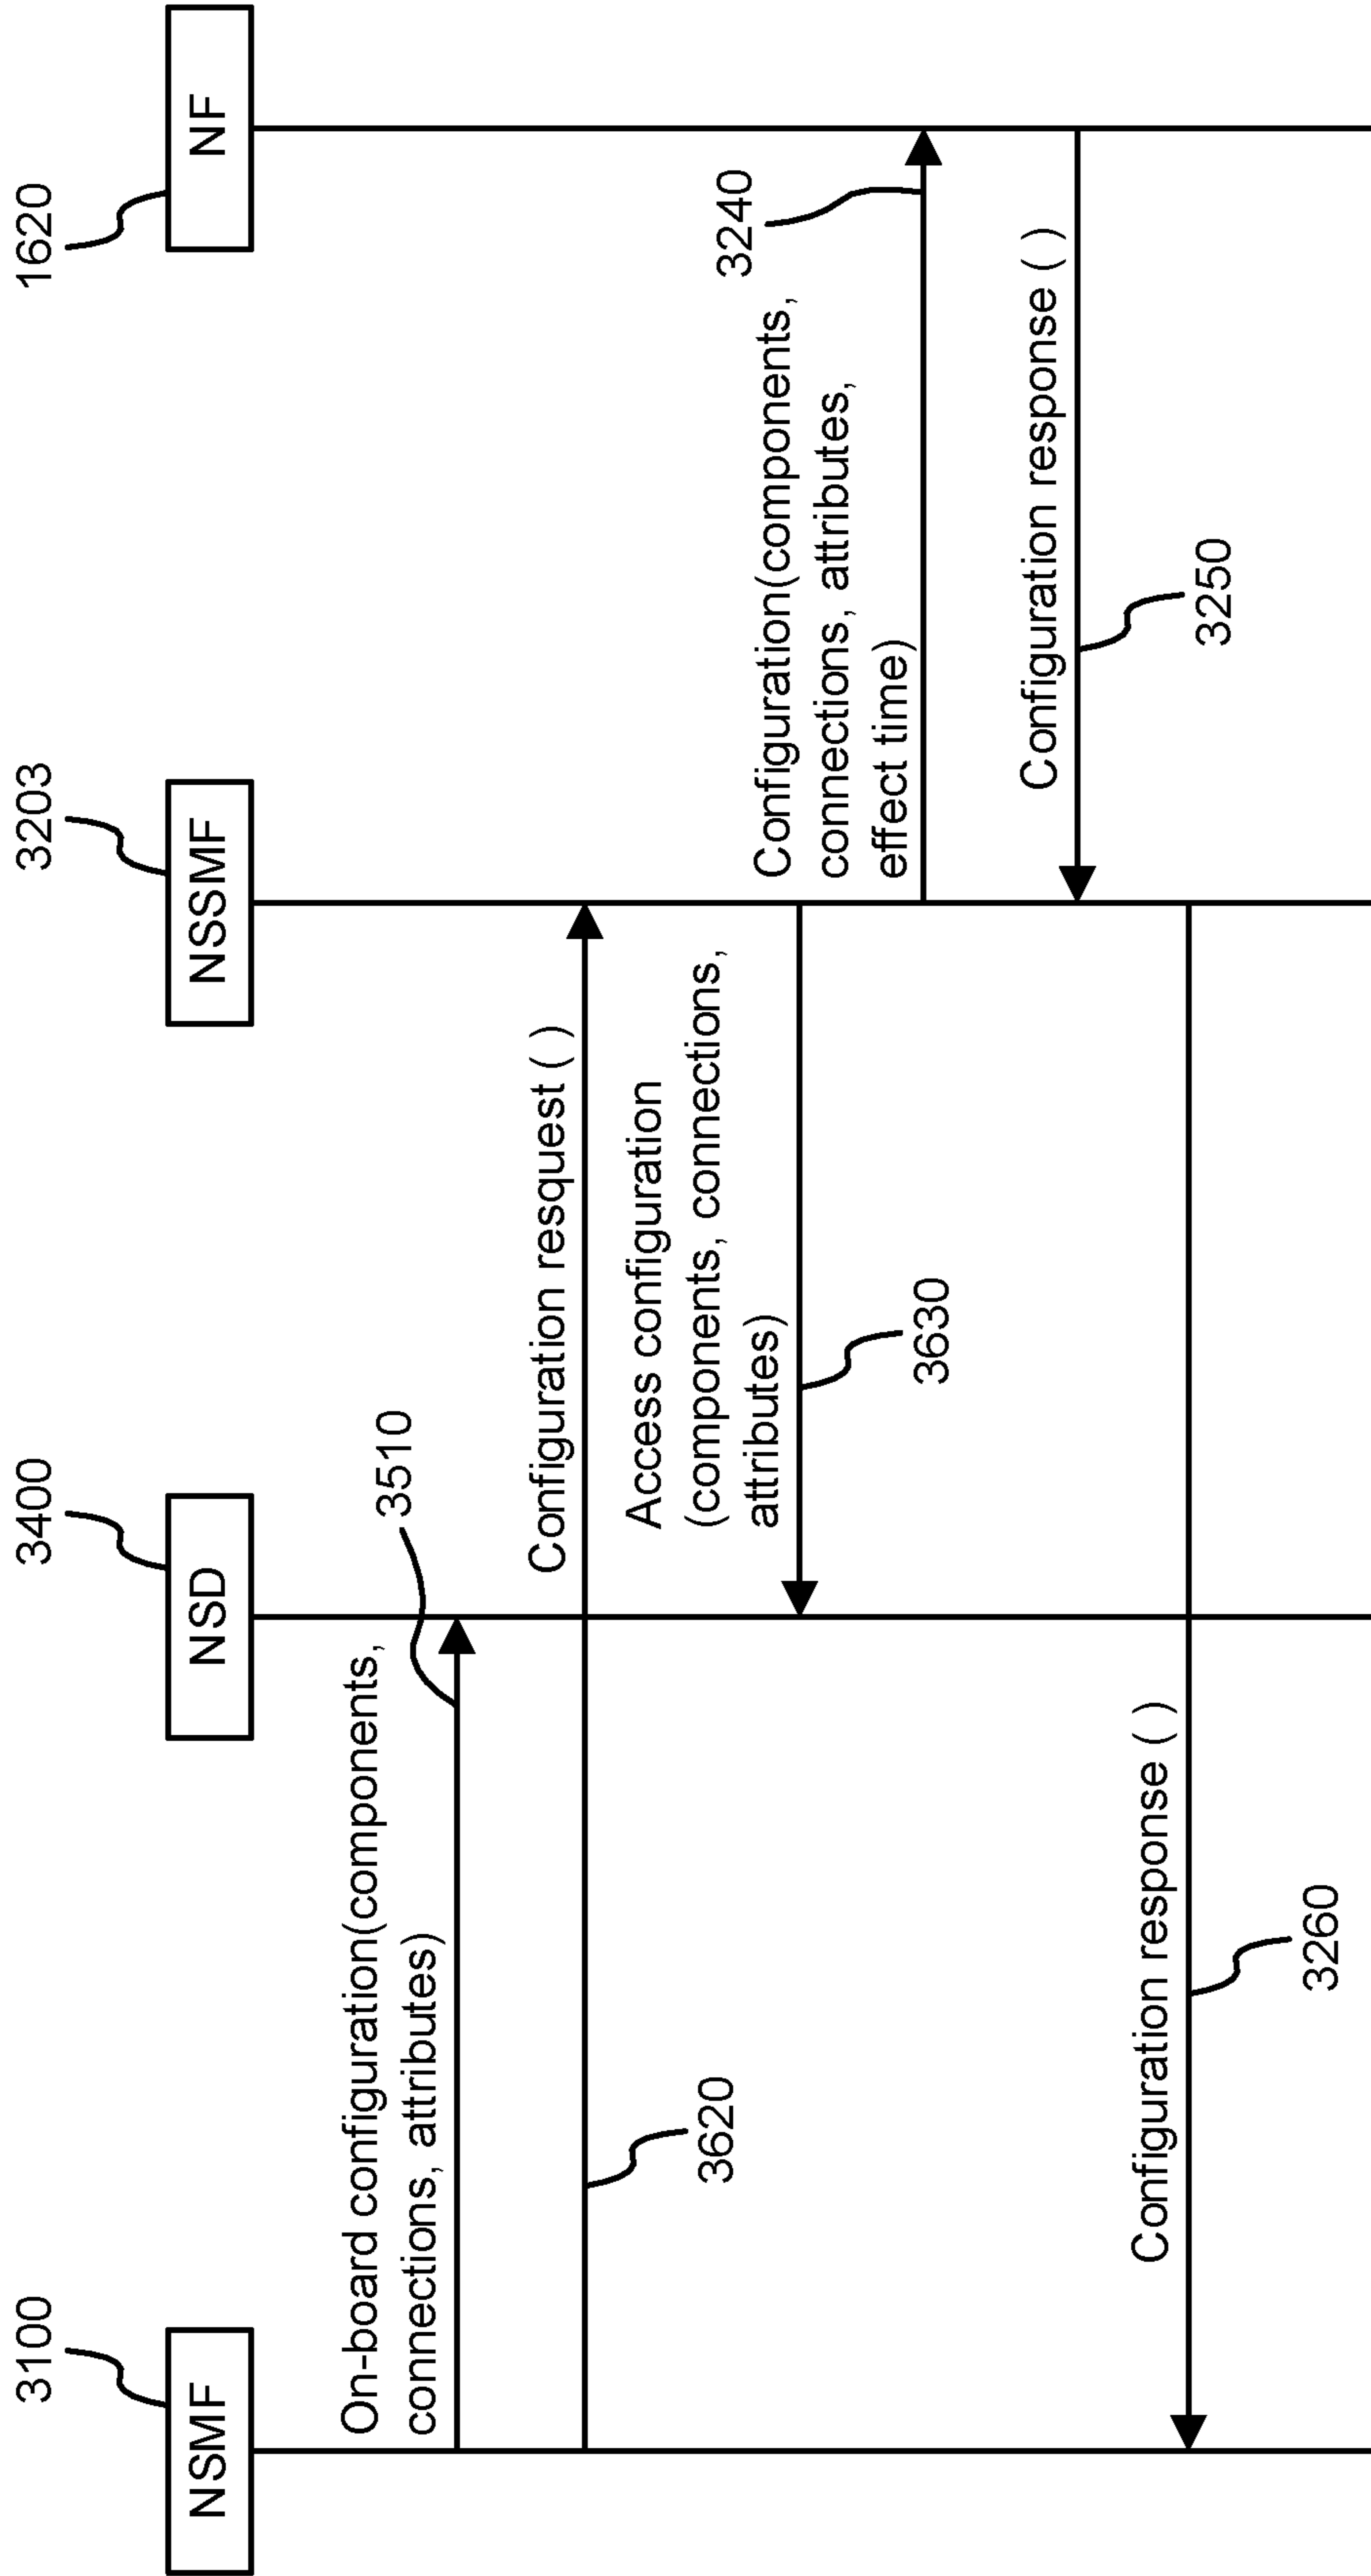 3100
3400
3203
1620
NSMF
NSD
NSSMF
NF
On-board configuration(components,
connections, attributes)
3510
Configuration resquest ( )
3620
Access configuration
(components, connections,
attributes)
3630
3240
Configuration(components,
connections, attributes,
effect time)
Configuration response ( )
3250
Configuration response ( )
3260